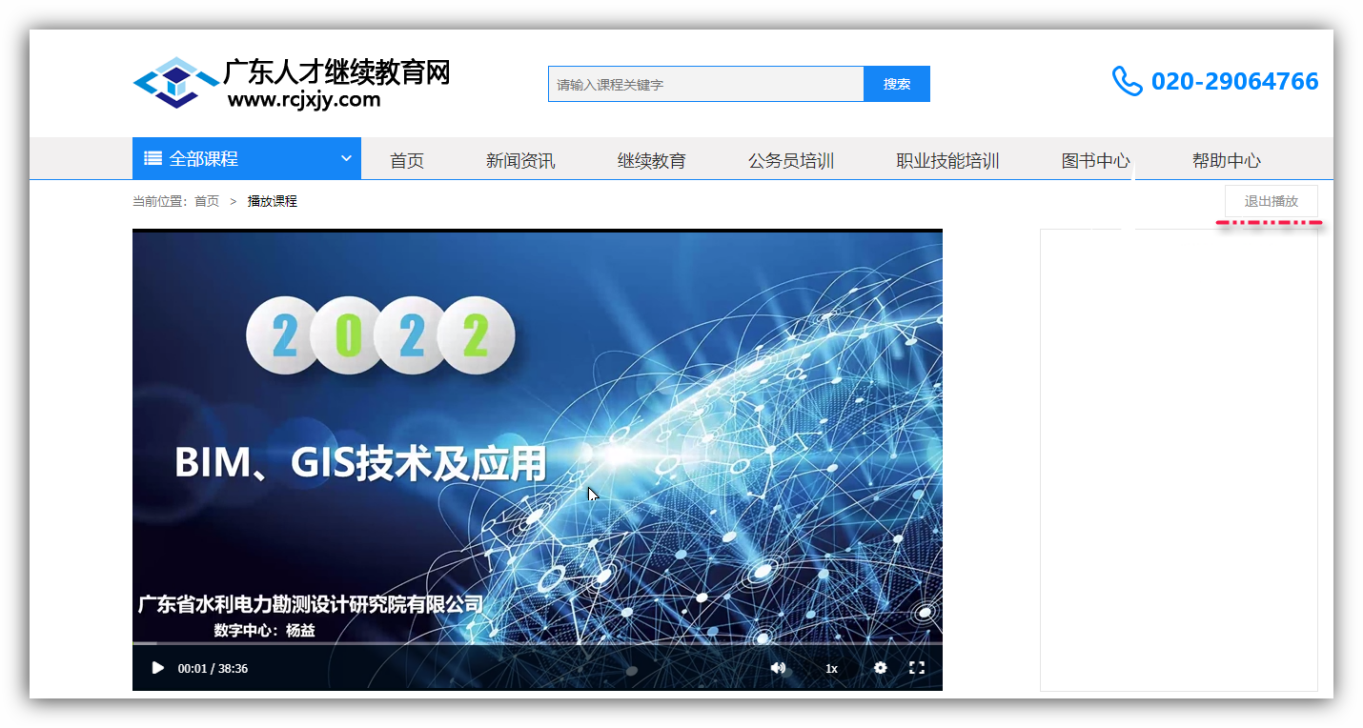 广东人才继续教育网
www.rcjxjy.com
请输入课程关键字
搜索
020-29064766
全部课程
首页
新闻资讯
继续教育
公务员培训
职业技能培训
图书中心
帮助中心
当前位置：首页 > 播放课程
退出播放
2022
BIM、GIS技术及应用
广东省水利电力勘测设计研究院有限公司
数字中心：杨益
00:01 / 38:36
1x